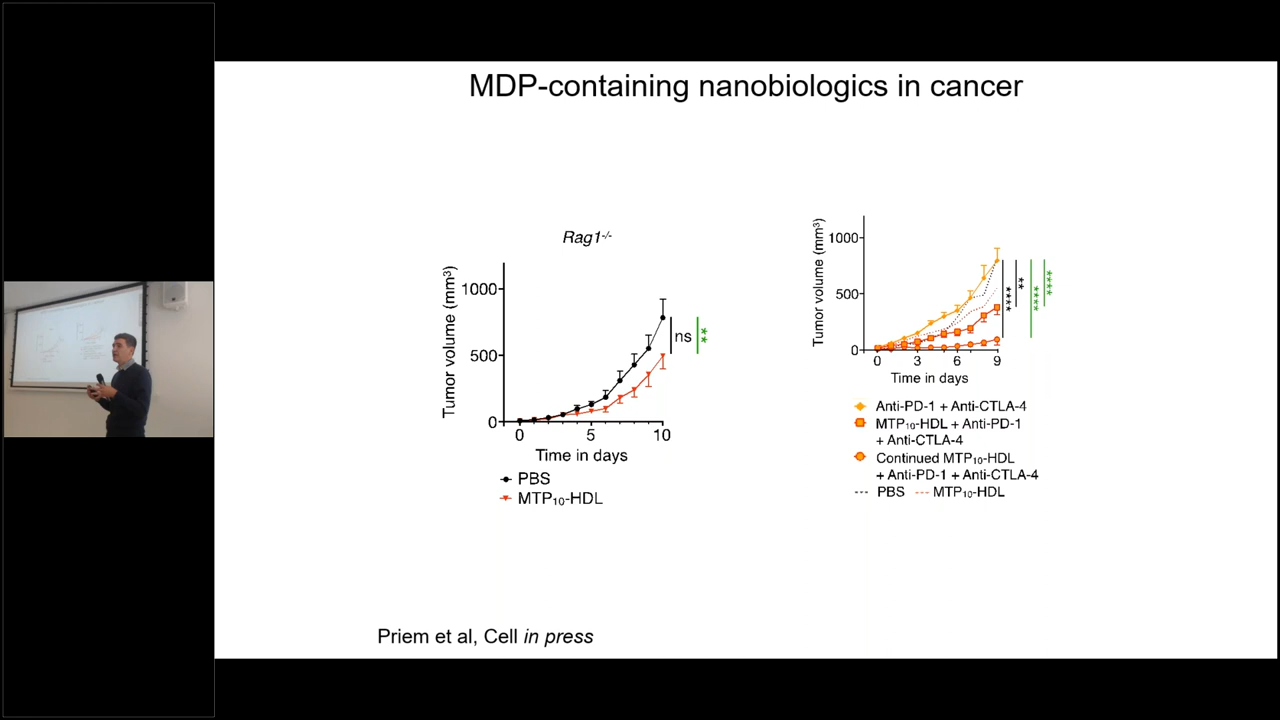 MDP-containing nanobiologics in cancer
Rag1-/-
Tumor volume (mm³)
1000
500
0
0 5 10
Time in days
ns
**
PBS
MTP₁₀-HDL
Tumor volume (mm³)
1000
500
0
0 3 6 9
Time in days
****
**
****
****
Anti-PD-1 + Anti-CTLA-4
MTP₁₀-HDL + Anti-PD-1
+ Anti-CTLA-4
Continued MTP₁₀-HDL
+ Anti-PD-1 + Anti-CTLA-4
PBS MTP₁₀-HDL
Priem et al, Cell in press